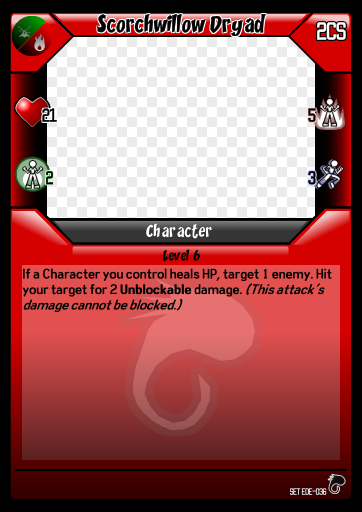 Scorchwillow Dryad
2CS
21
5
2
3
Character
Level 6
If a Character you control heals HP, target 1 enemy. Hit
your target for 2 Unblockable damage. (This attack's
damage cannot be blocked.)
SET EOE-036